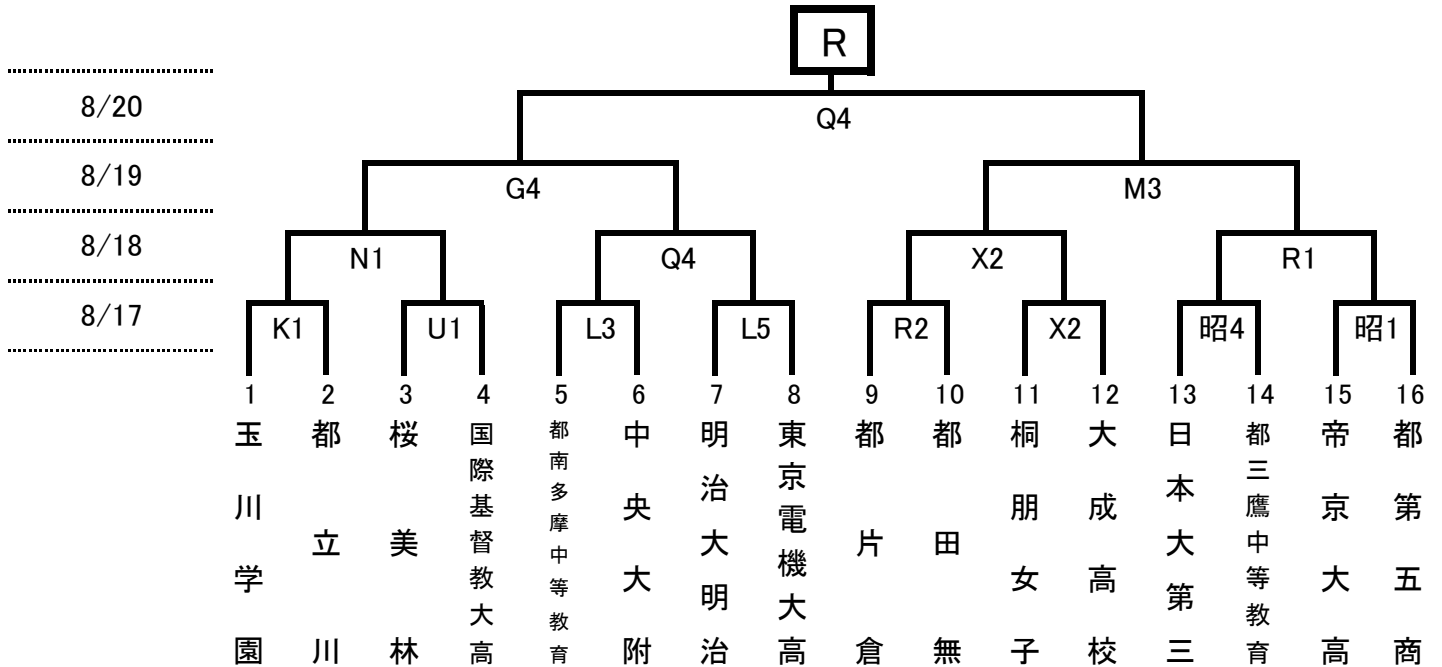 R
8/20
Q4
8/19
G4
M3
8/18
N1
Q4
X2
R1
8/17
K1
U1
L3
L5
R2
X2
昭4
昭1
1
2
3
4
5
6
7
8
9
10
11
12
13
14
15
16
玉川学園
都立川
桜美林
国際基督教大高
都南多摩中等教育
中央大附
明治大明治
東京電機大高
都片倉
都田無
桐朋女子
大成高校
日本大第三
都三鷹中等教育
帝京大高
都第五商